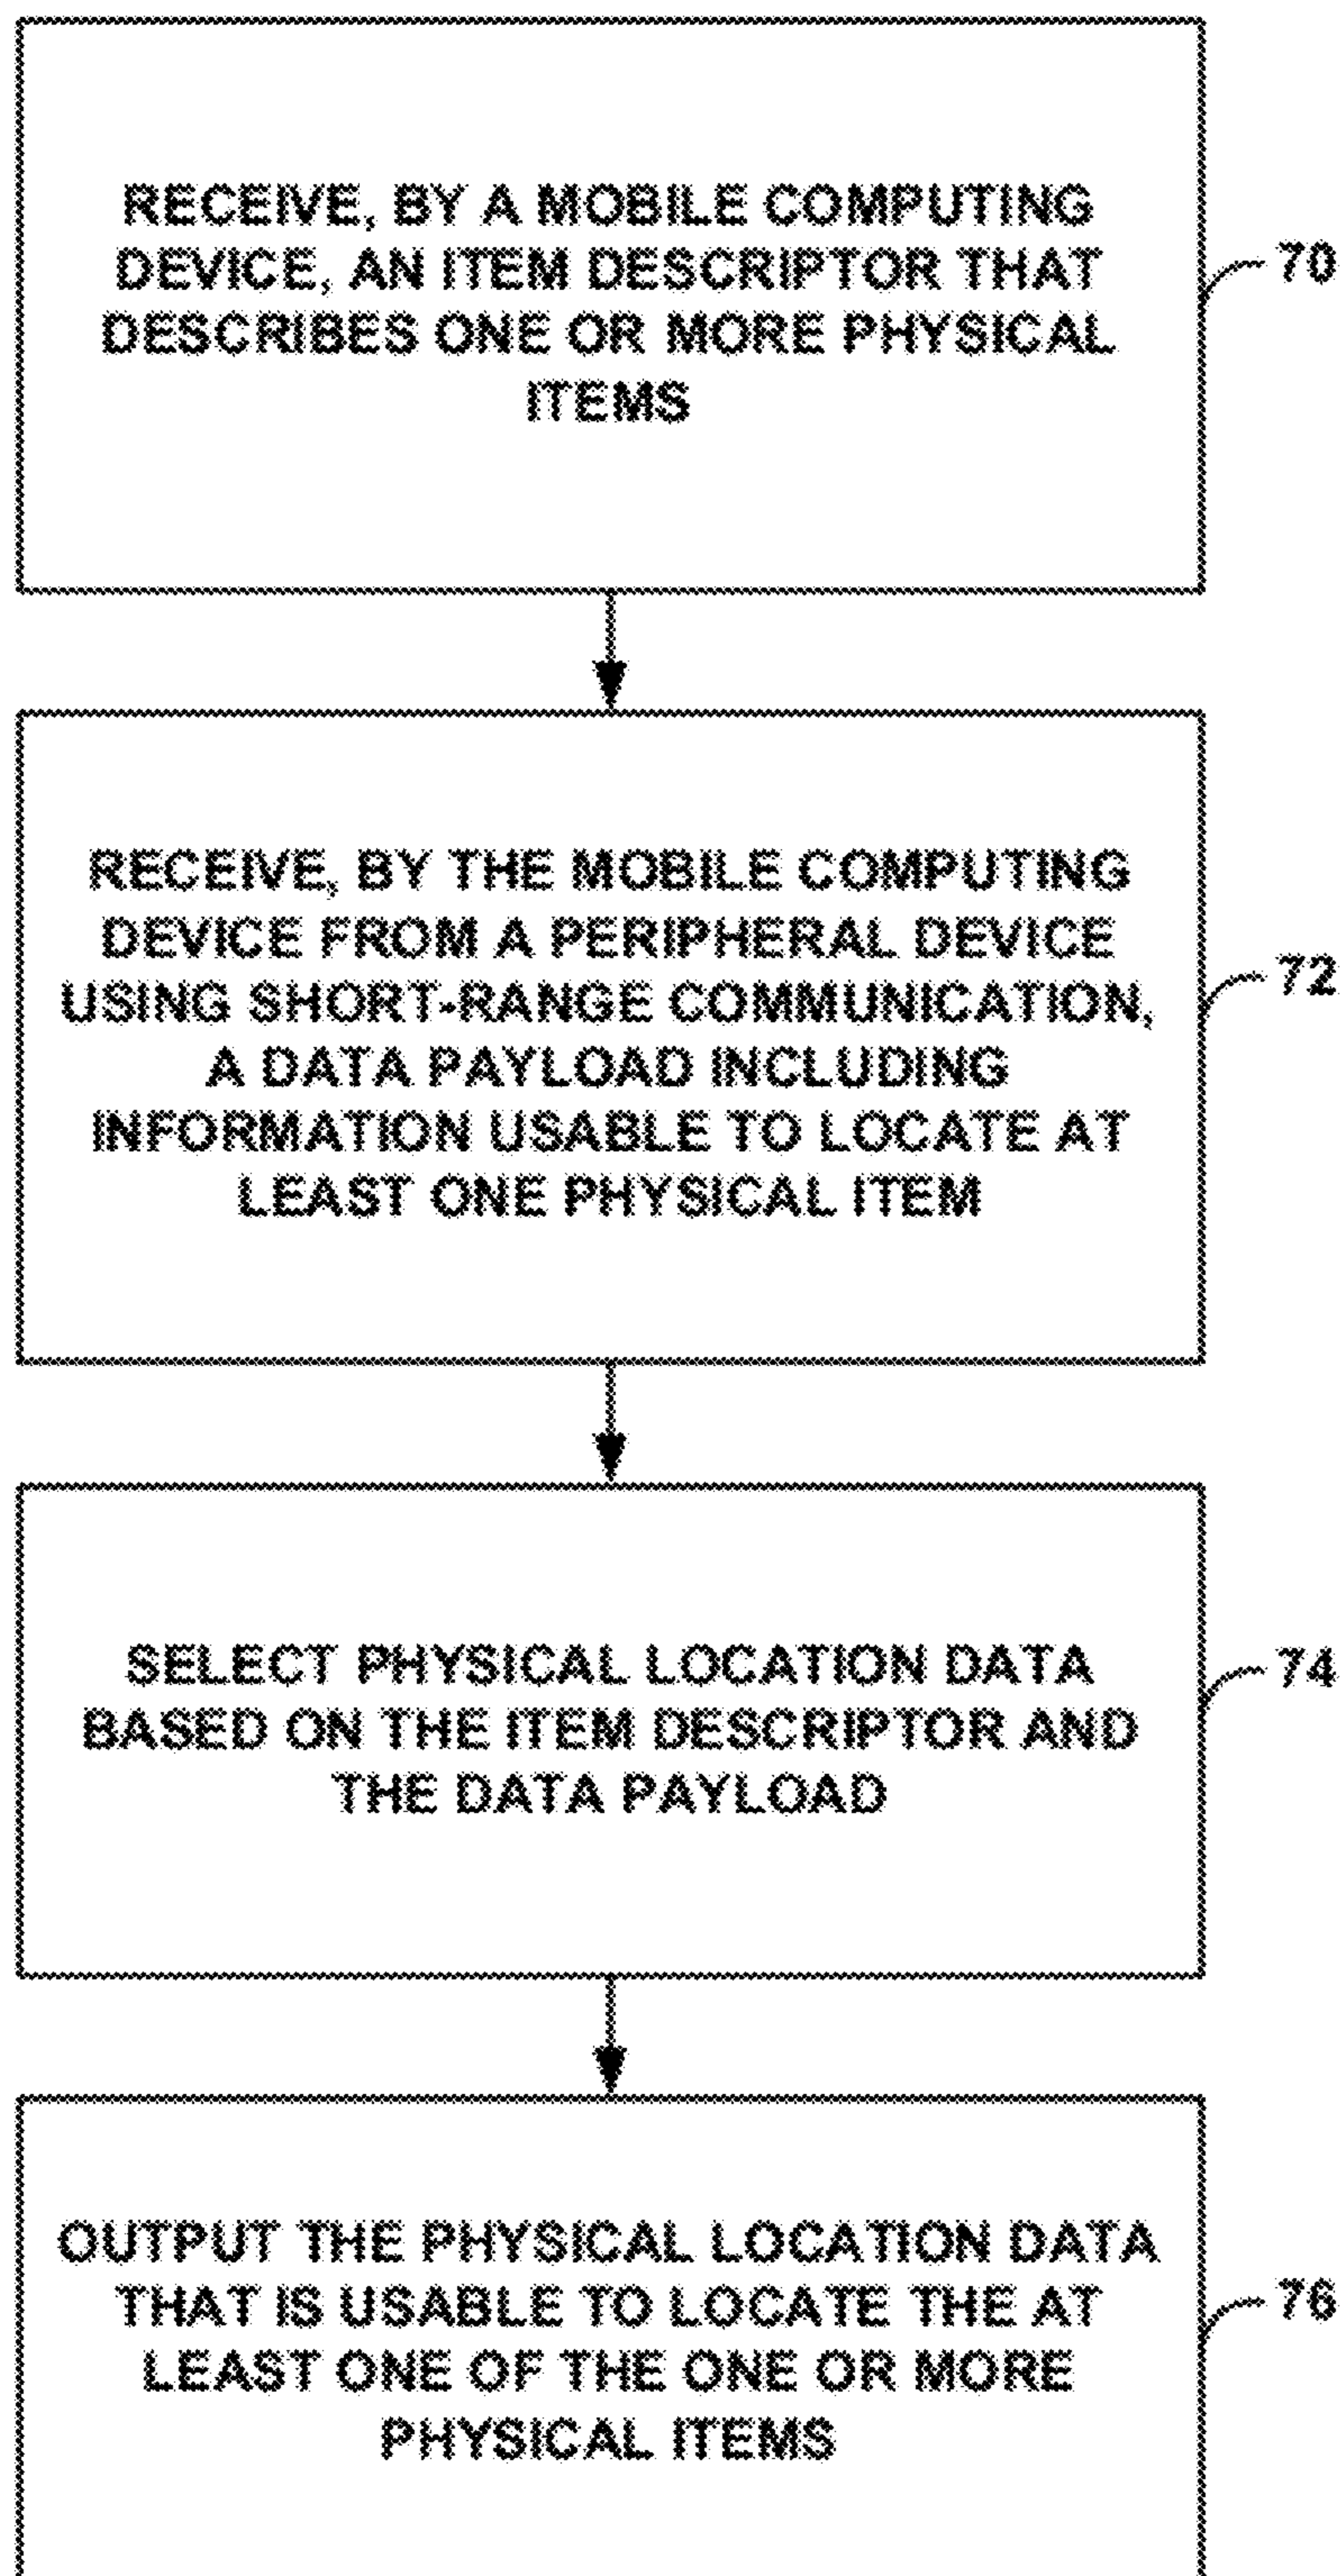 RECEIVE, BY A MOBILE COMPUTING
DEVICE, AN ITEM DESCRIPTOR THAT
DESCRIBES ONE OR MORE PHYSICAL
ITEMS
70
RECEIVE, BY THE MOBILE COMPUTING
DEVICE FROM A PERIPHERAL DEVICE
USING SHORT-RANGE COMMUNICATION,
A DATA PAYLOAD INCLUDING
INFORMATION USABLE TO LOCATE AT
LEAST ONE PHYSICAL ITEM
72
SELECT PHYSICAL LOCATION DATA
BASED ON THE ITEM DESCRIPTOR AND
THE DATA PAYLOAD
74
OUTPUT THE PHYSICAL LOCATION DATA
THAT IS USABLE TO LOCATE THE AT
LEAST ONE OF THE ONE OR MORE
PHYSICAL ITEMS
76